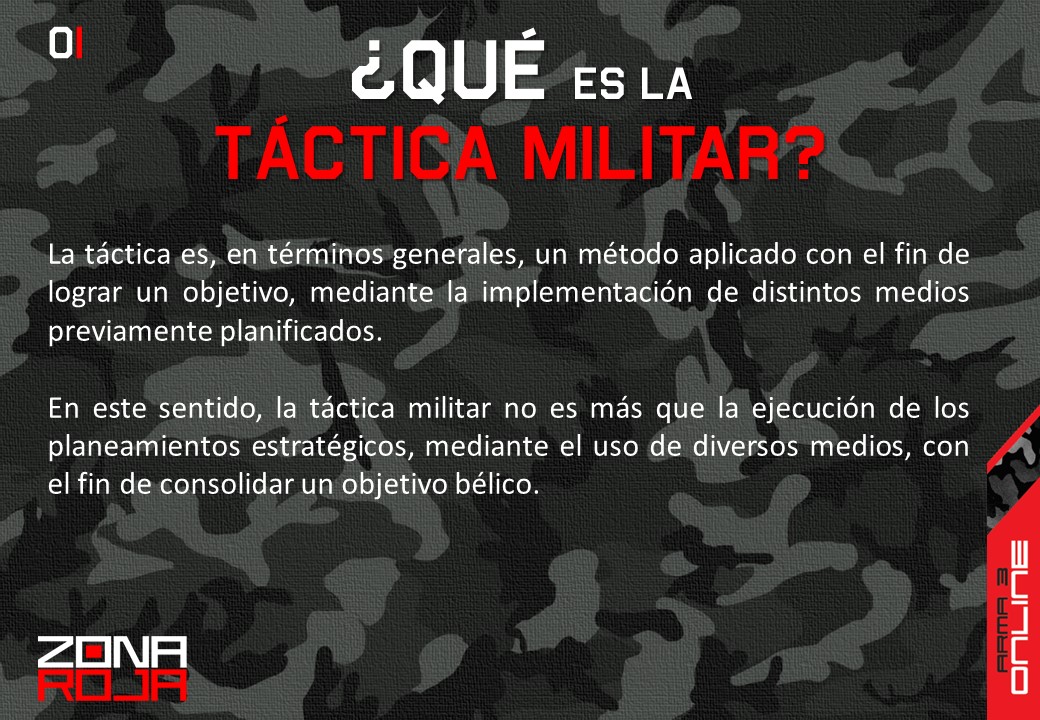 01
¿QUÉ ES LA
TÁCTICA MILITAR?
La táctica es, en términos generales, un método aplicado con el fin de
lograr un objetivo, mediante la implementación de distintos medios
previamente planificados.
En este sentido, la táctica militar no es más que la ejecución de los
planeamientos estratégicos, mediante el uso de diversos medios, con
el fin de consolidar un objetivo bélico.
ARMA 3
ONLINE
ZONA
ROJA